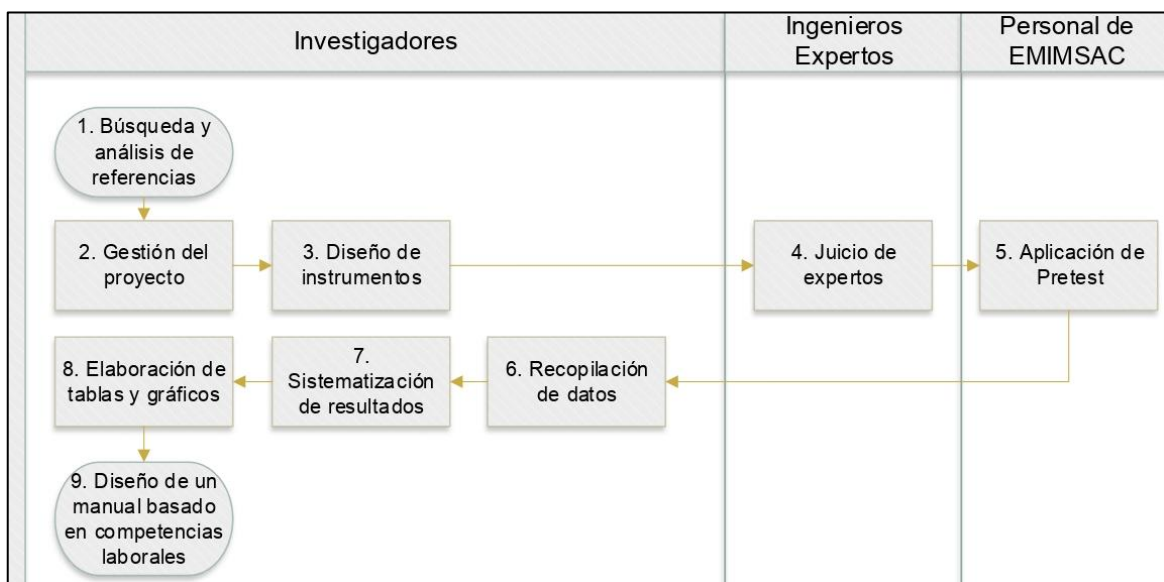 Investigadores
Ingenieros
Expertos
Personal de
EMIMSAC
1. Búsqueda y
análisis de
referencias
2. Gestión del
proyecto
3. Diseño de
instrumentos
4. Juicio de
expertos
5. Aplicación de
Pretest
8. Elaboración de
tablas y gráficos
7.
Sistematización
de resultados
6. Recopilación
de datos
9. Diseño de un
manual basado
en competencias
laborales